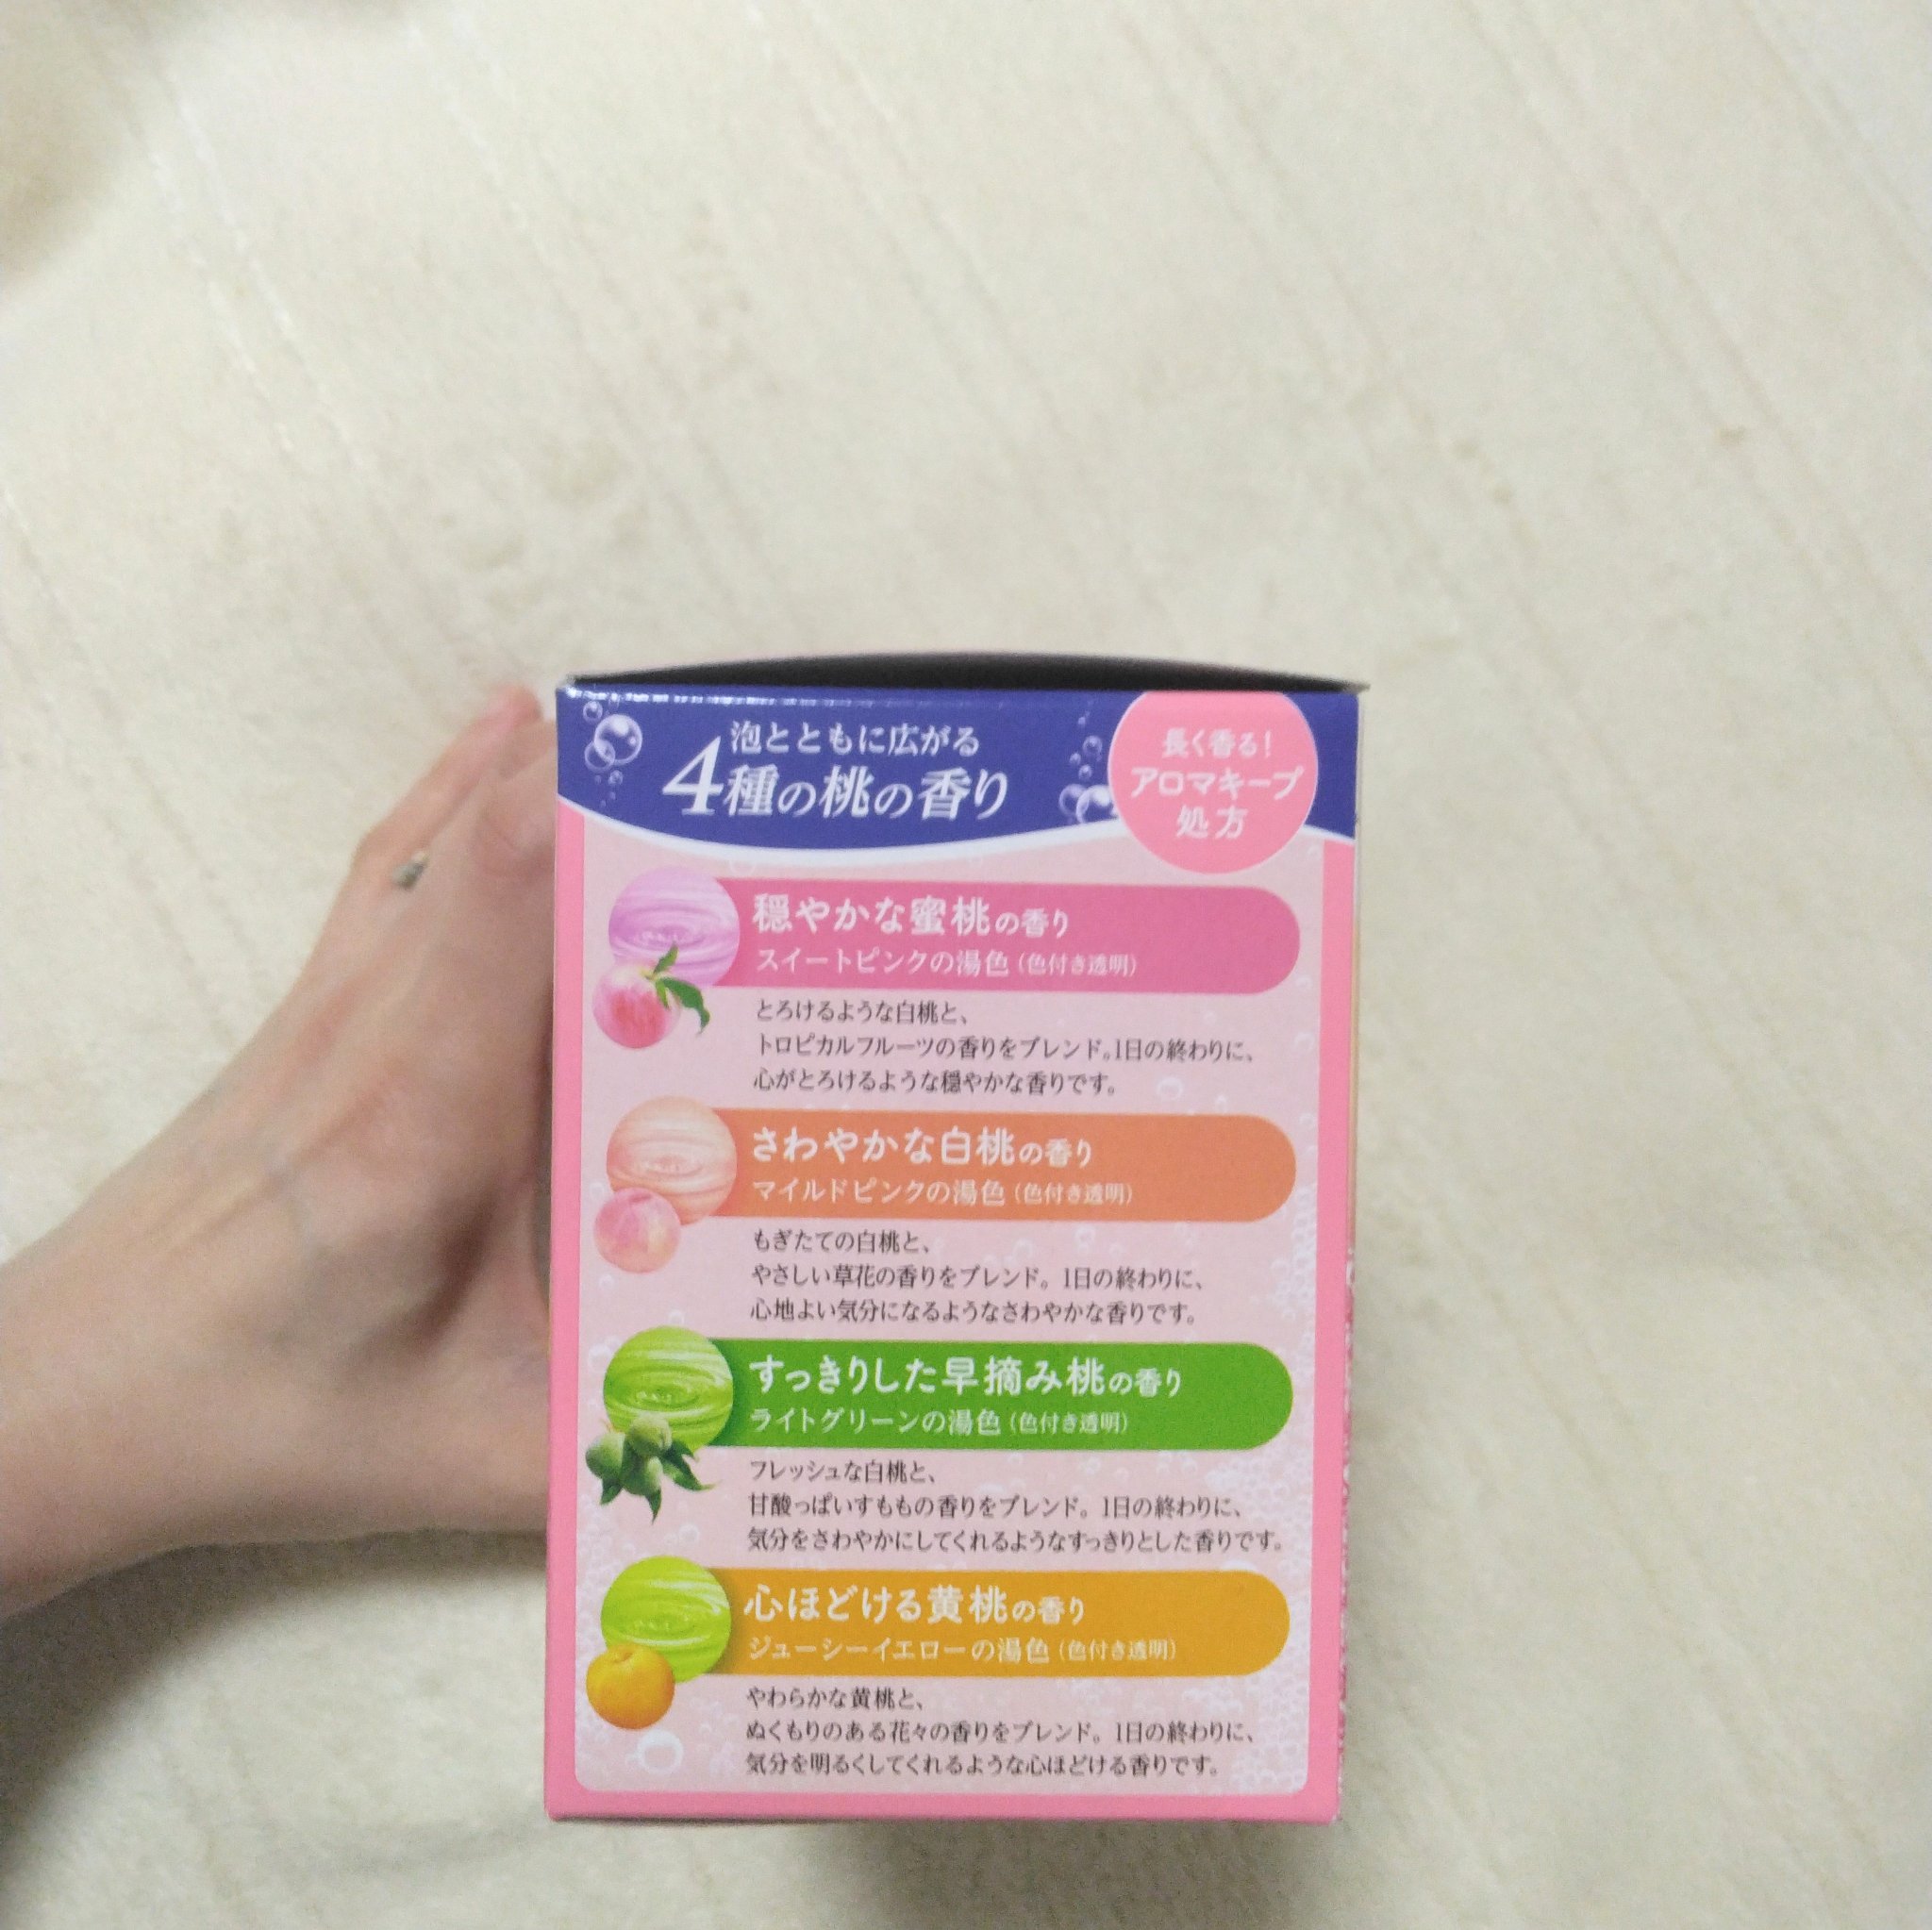 泡とともに広がる
4種の桃の香り
長く香る!
アロマキープ
処方
穏やかな蜜桃の香り
スイートピンクの湯色(色付き透明)
とろけるような白桃と、
トロピカルフルーツの香りをブレンド。1日の終わりに、
心がとろけるような穏やかな香りです。
さわやかな白桃の香り
マイルドピンクの湯色(色付き透明)
もぎたての白桃と、
やさしい草花の香りをブレンド。1日の終わりに、
心地よい気分になるようなさわやかな香りです。
すっきりした早摘み桃の香り
ライトグリーンの湯色(色付き透明)
フレッシュな白桃と、
甘酸っぱいすももの香りをブレンド。1日の終わりに、
気分をさわやかにしてくれるようなすっきりとした香りです。
心ほどける黄桃の香り
ジューシーイエローの湯色(色付き透明)
やわらかな黄桃と、
ぬくもりのある花々の香りをブレンド。1日の終わりに、
気分を明るくしてくれるような心ほどける香りです。